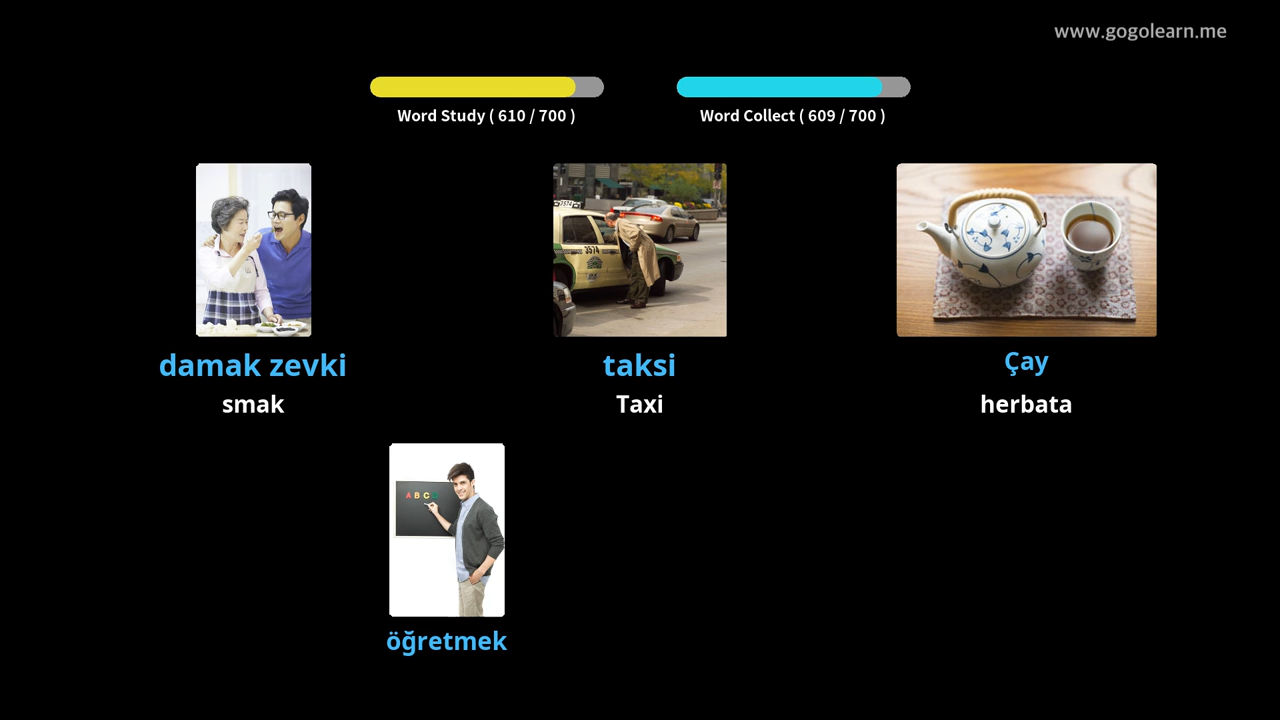 www.gogolearn.me
Word Study ( 610 / 700 )
Word Collect ( 609 / 700 )
3574
A B C D
damak zevki
taksi
Çay
smak
Taxi
herbata
öğretmek